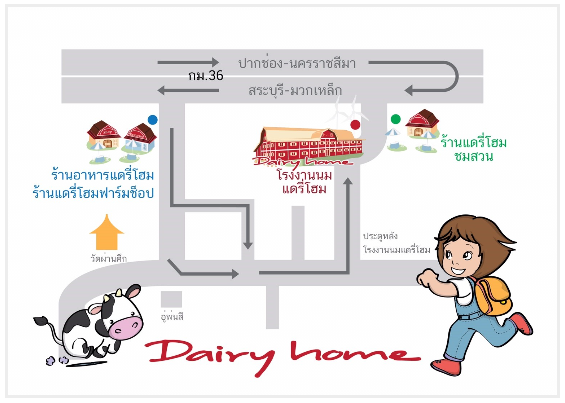 ปากช่อง-นครราชสีมา
กม.36
สระบุรี-มวกเหล็ก
ร้านอาหารแดรี่โฮม
ร้านแดรี่โฮมฟาร์มช็อป
Dairy home
โรงงานนม
แดรี่โฮม
ร้านแดรี่โฮม
ชมสวน
ประตูหลัง
โรงงานนมแดรี่โฮม
วัดผ่านศึก
อู่พ่นสี
Dairy home